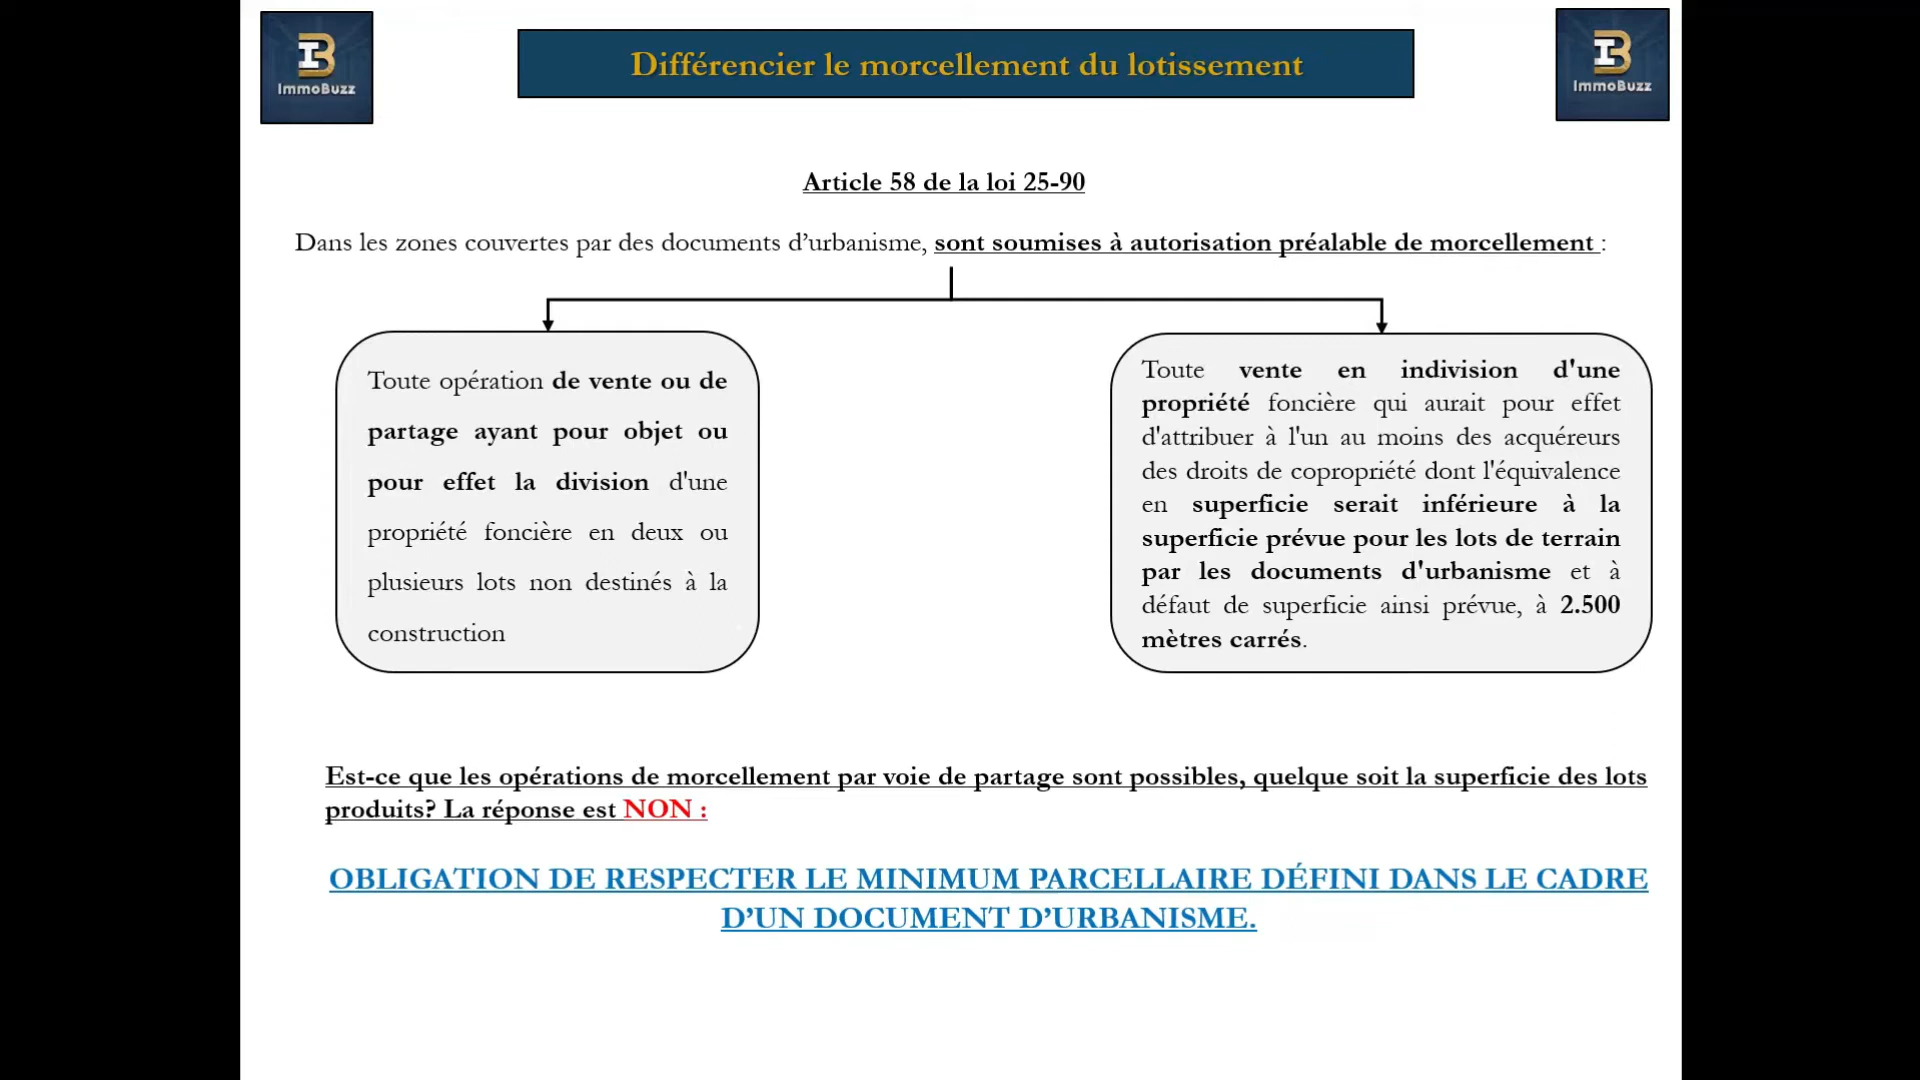 ImmoBuzz
Différencier le morcellement du lotissement
ImmoBuzz
Article 58 de la loi 25-90
Dans les zones couvertes par des documents d’urbanisme, sont soumises à autorisation préalable de morcellement :
Toute opération de vente ou de
partage ayant pour objet ou
pour effet la division d'une
propriété foncière en deux ou
plusieurs lots non destinés à la
construction
Toute vente en indivision d'une
propriété foncière qui aurait pour effet
d'attribuer à l'un au moins des acquéreurs
des droits de copropriété dont l'équivalence
en superficie serait inférieure à la
superficie prévue pour les lots de terrain
par les documents d'urbanisme et à
défaut de superficie ainsi prévue, à 2.500
mètres carrés.
Est-ce que les opérations de morcellement par voie de partage sont possibles, quelque soit la superficie des lots
produits? La réponse est NON :
OBLIGATION DE RESPECTER LE MINIMUM PARCELLAIRE DÉFINI DANS LE CADRE
D’UN DOCUMENT D’URBANISME.